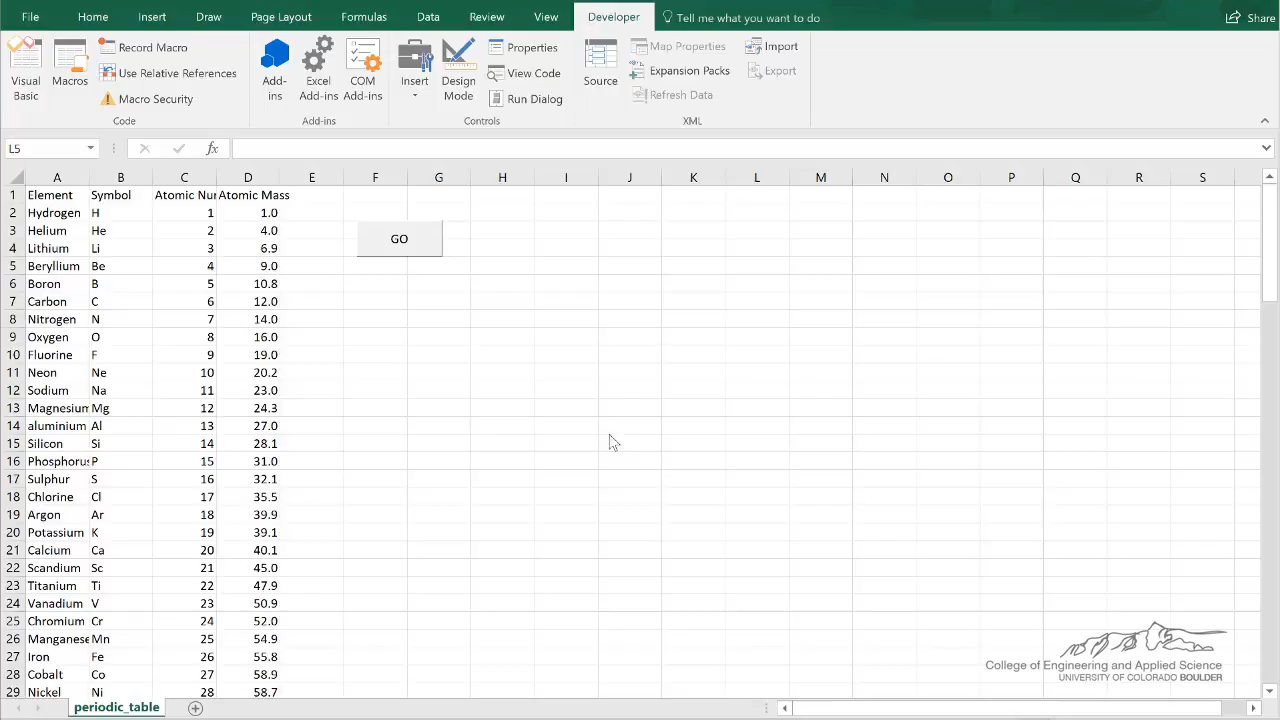 File Home Insert Draw Page Layout Formulas Data Review View Developer Tell me what you want to do Share
Visual Basic
Macros
Record Macro
Use Relative References
Macro Security
Code
Add-ins
Excel Add-ins
COM Add-ins
Add-ins
Insert
Design Mode
Properties
View Code
Run Dialog
Controls
Source
Map Properties
Expansion Packs
Refresh Data
Import
Export
XML
L5 fx
A B C D E F G H I J K L M N O P Q R S
1 Element Symbol Atomic Nur Atomic Mass
2 Hydrogen H 1 1.0
3 Helium He 2 4.0
GO
4 Lithium Li 3 6.9
5 Beryllium Be 4 9.0
6 Boron B 5 10.8
7 Carbon C 6 12.0
8 Nitrogen N 7 14.0
9 Oxygen O 8 16.0
10 Fluorine F 9 19.0
11 Neon Ne 10 20.2
12 Sodium Na 11 23.0
13 Magnesium Mg 12 24.3
14 aluminium Al 13 27.0
15 Silicon Si 14 28.1
16 Phosphorus P 15 31.0
17 Sulphur S 16 32.1
18 Chlorine Cl 17 35.5
19 Argon Ar 18 39.9
20 Potassium K 19 39.1
21 Calcium Ca 20 40.1
22 Scandium Sc 21 45.0
23 Titanium Ti 22 47.9
24 Vanadium V 23 50.9
25 Chromium Cr 24 52.0
26 Manganese Mn 25 54.9
27 Iron Fe 26 55.8
28 Cobalt Co 27 58.9
29 Nickel Ni 28 58.7
College of Engineering and Applied Science
UNIVERSITY OF COLORADO BOULDER
periodic_table